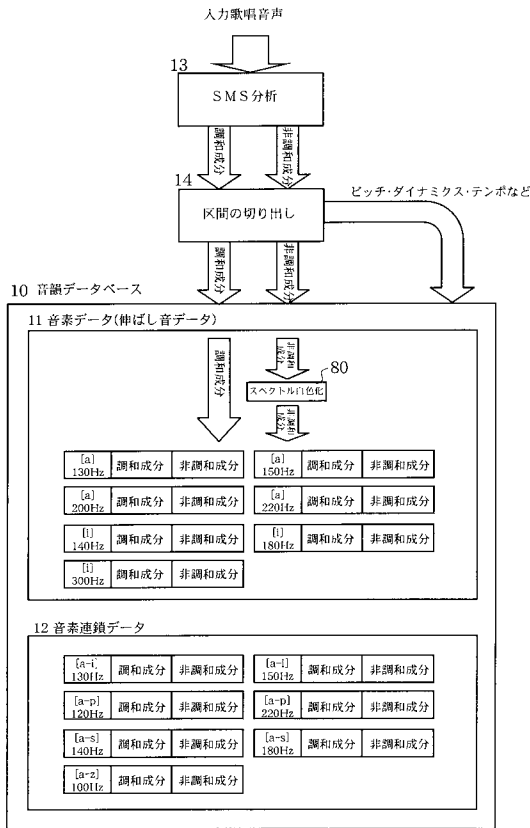 入力歌唱音声
13
SMS分析
調和成分
非調和成分
14
区間の切り出し
ピッチ・ダイナミクス・テンポなど
調和成分
非調和成分
10 音韻データベース
11 音素データ(伸ばし音データ)
調和成分
非調和成分
80
スペクトル白色化
非調和成分
[a] 130Hz 調和成分 非調和成分
[a] 150Hz 調和成分 非調和成分
[a] 200Hz 調和成分 非調和成分
[a] 220Hz 調和成分 非調和成分
[i] 140Hz 調和成分 非調和成分
[i] 180Hz 調和成分 非調和成分
[i] 300Hz 調和成分 非調和成分
12 音素連鎖データ
[a-i] 130Hz 調和成分 非調和成分
[a-i] 150Hz 調和成分 非調和成分
[a-p] 120Hz 調和成分 非調和成分
[a-p] 220Hz 調和成分 非調和成分
[a-s] 140Hz 調和成分 非調和成分
[a-s] 180Hz 調和成分 非調和成分
[a-z] 100Hz 調和成分 非調和成分